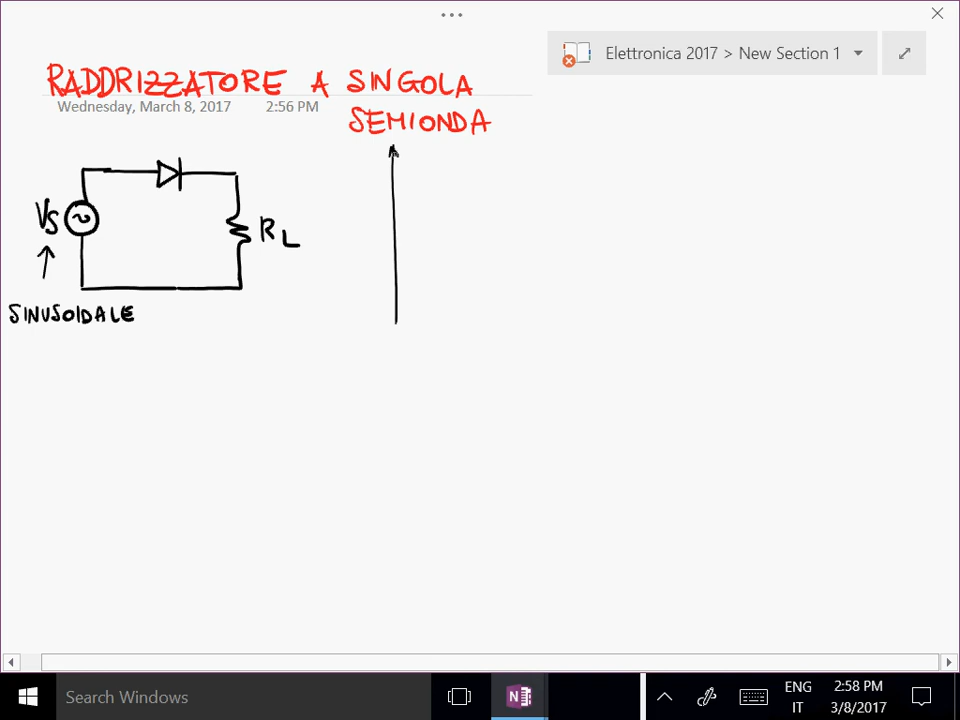 Elettronica 2017 > New Section 1
RADDRIZZATORE A SINGOLA
SEMIONDA
Wednesday, March 8, 2017 2:56 PM
VS
RL
SINUSOIDALE
Search Windows
N
ENG
IT
2:58 PM
3/8/2017